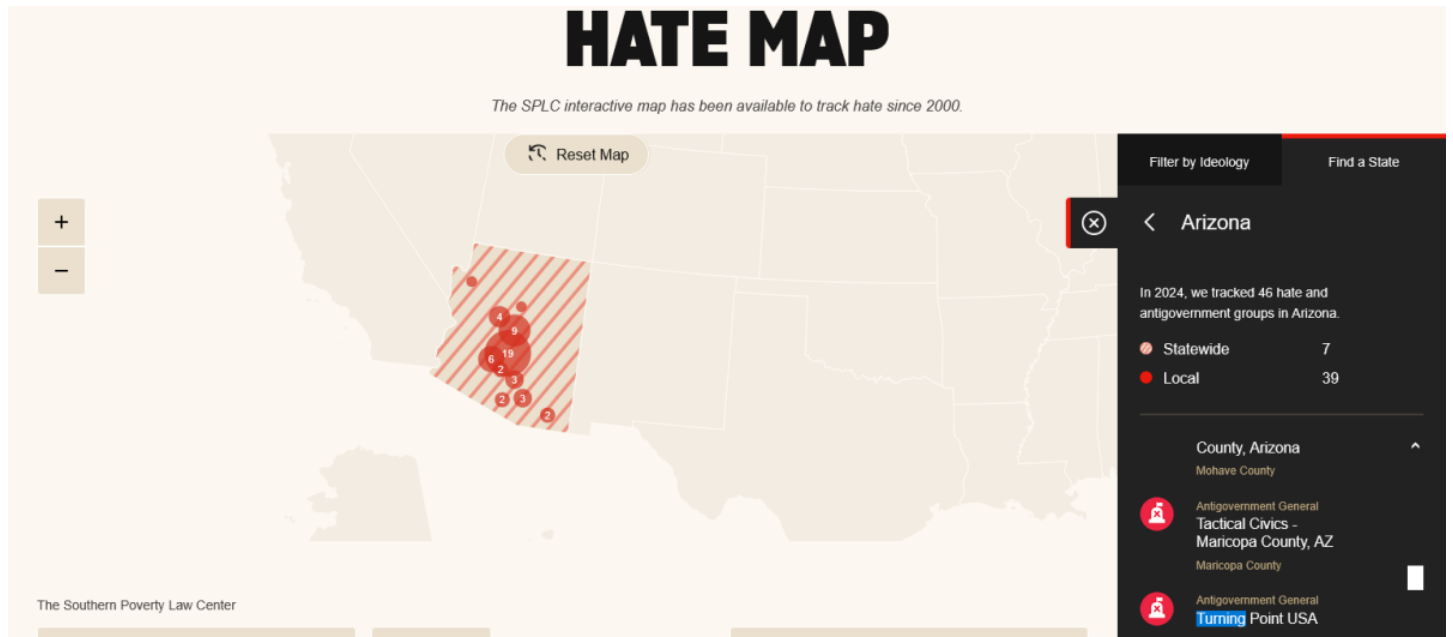 HATE MAP
The SPLC interactive map has been available to track hate since 2000.
Reset Map
+
−
4
9
19
6
2
3
2
3
2
The Southern Poverty Law Center
Filter by Ideology
Find a State
Arizona
In 2024, we tracked 46 hate and
antigovernment groups in Arizona.
Statewide 7
Local 39
County, Arizona
Mohave County
Antigovernment General
Tactical Civics -
Maricopa County, AZ
Maricopa County
Antigovernment General
Turning Point USA